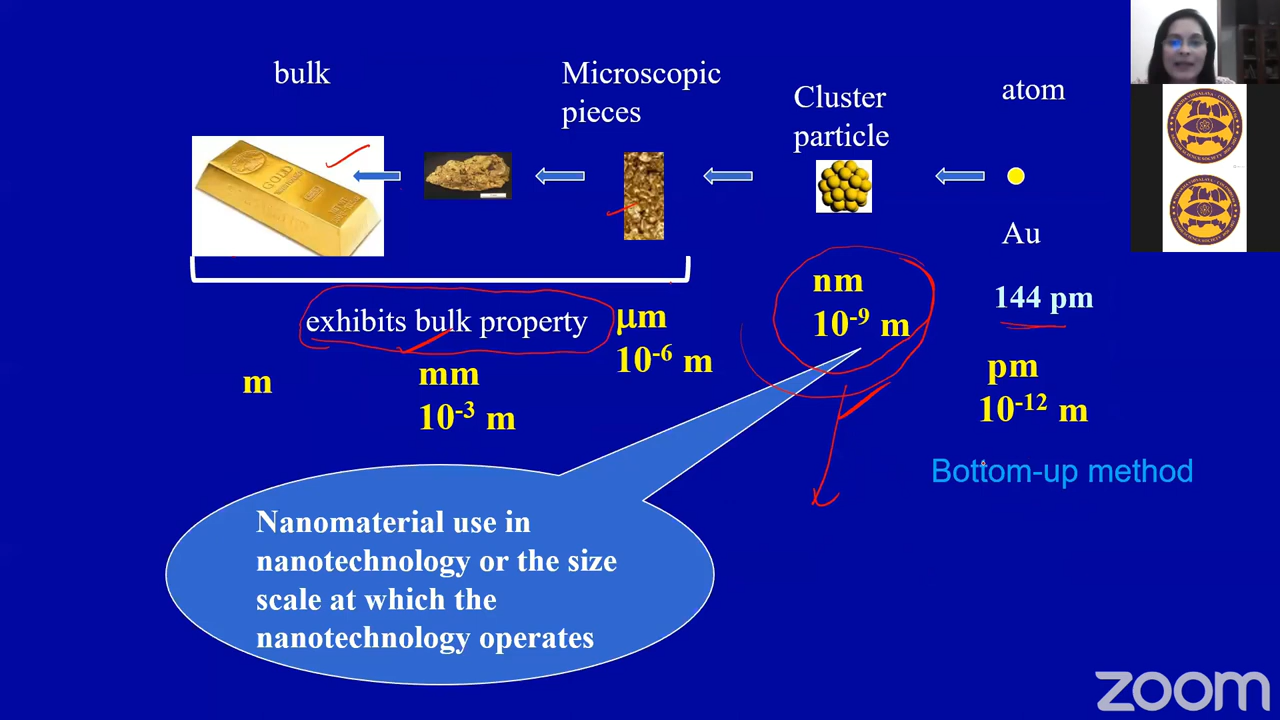 bulk
Microscopic
pieces
Cluster
particle
atom
GOLD
Au
exhibits bulk property
m
mm
10⁻³ m
μm
10⁻⁶ m
nm
10⁻⁹ m
144 pm
pm
10⁻¹² m
Bottom-up method
Nanomaterial use in
nanotechnology or the size
scale at which the
nanotechnology operates
zoom